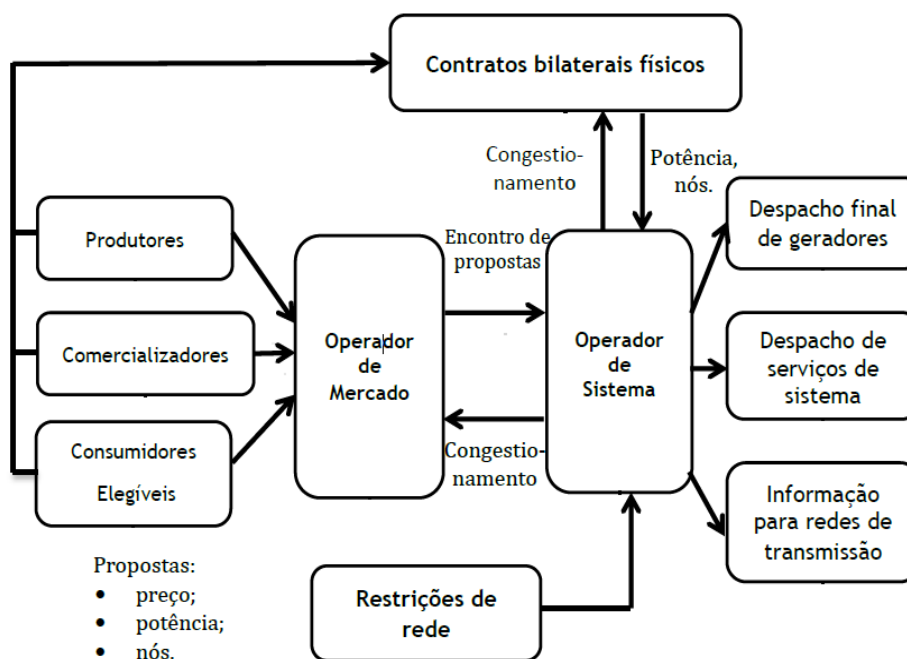 Contratos bilaterais físicos
Congestio-
namento
Potência,
nós.
Produtores
Comercializadores
Consumidores
Elegíveis
Operador
de
Mercado
Encontro de
propostas
Congestio-
namento
Operador
de
Sistema
Despacho final
de geradores
Despacho de
serviços de
sistema
Informação
para redes de
transmissão
Restrições de
rede
Propostas:
• preço;
• potência;
• nós.